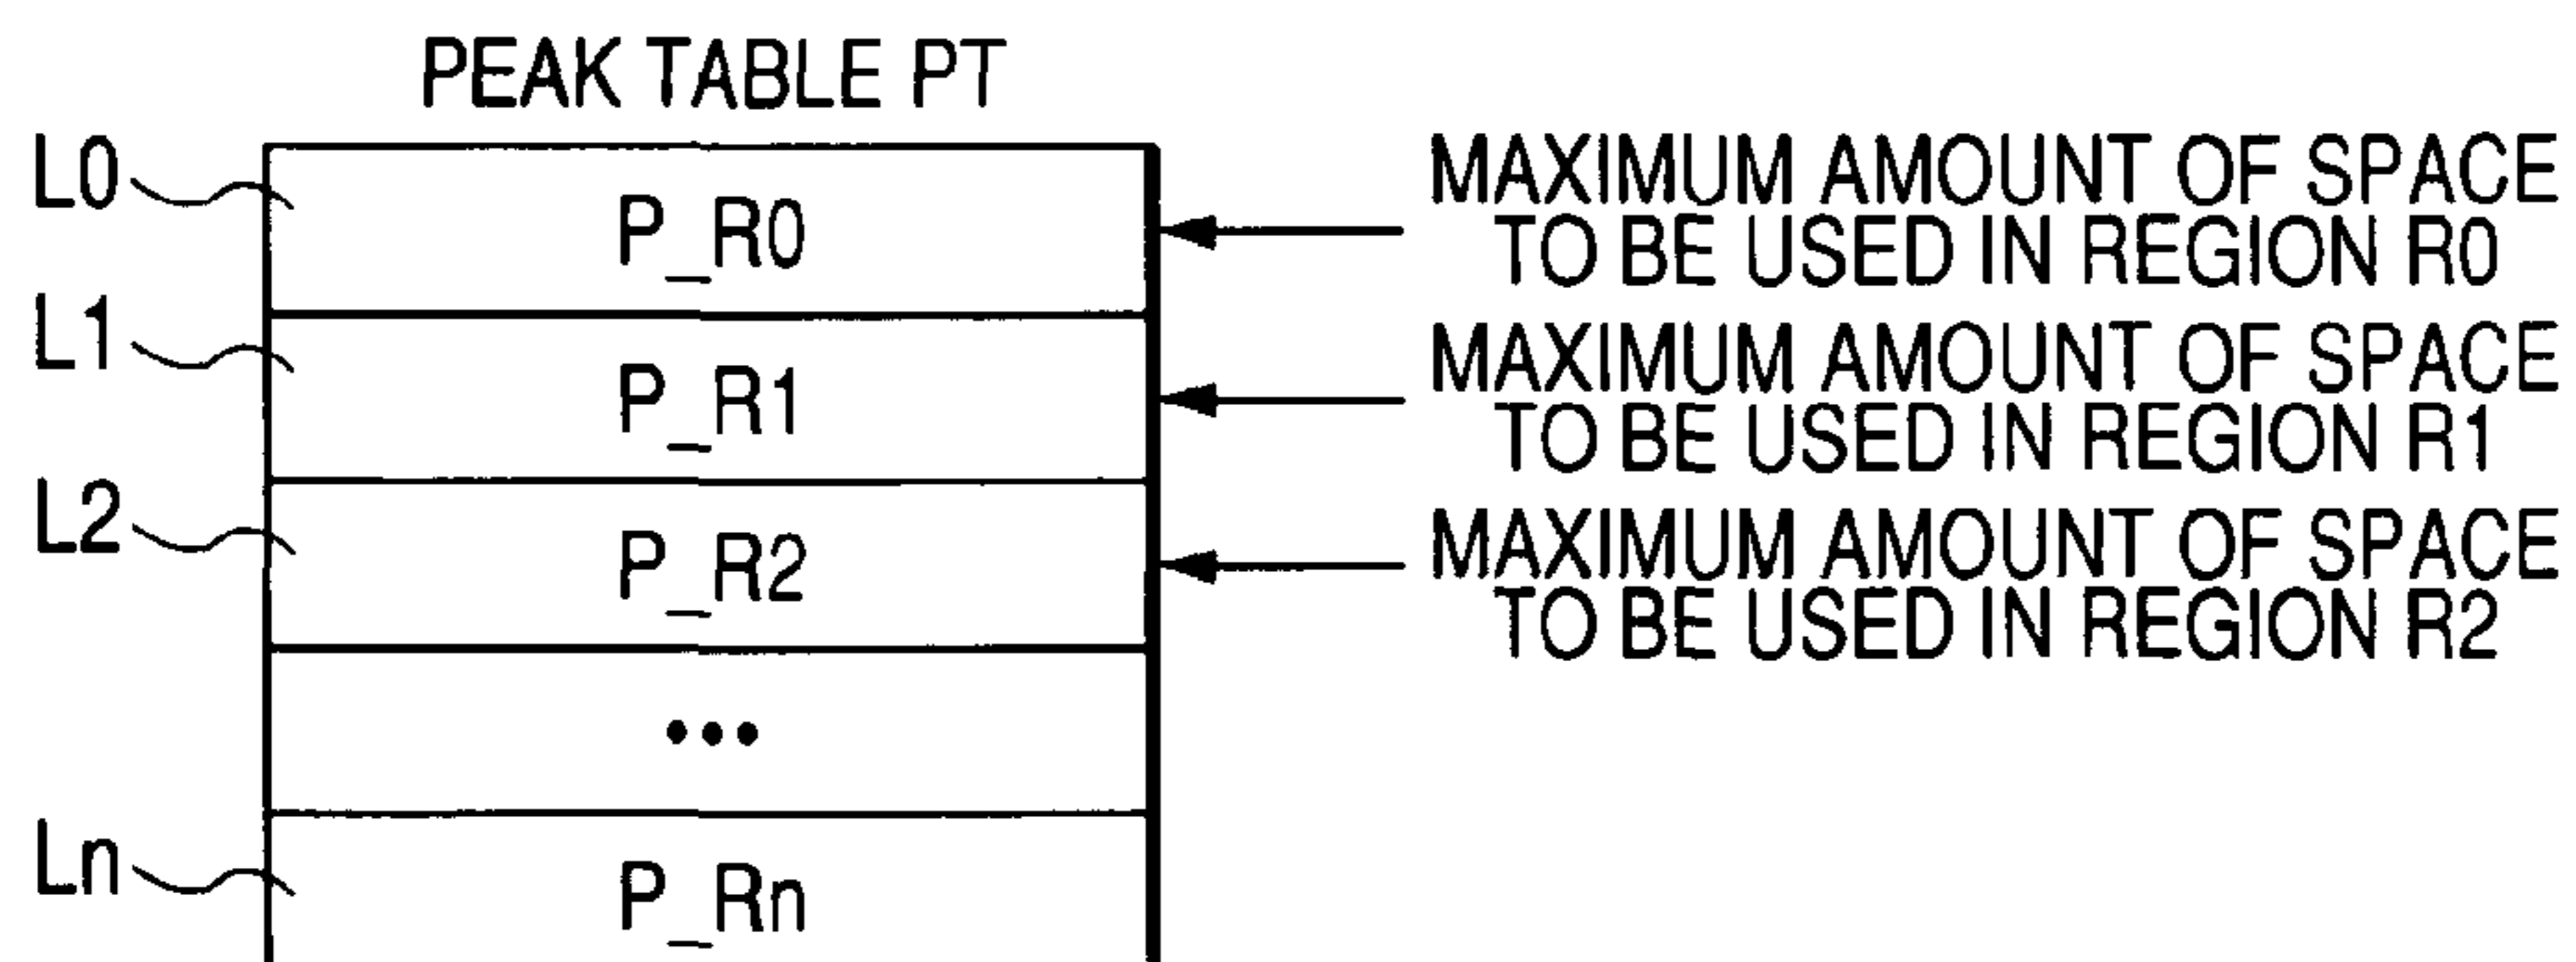 PEAK TABLE PT
L0
P_R0
MAXIMUM AMOUNT OF SPACE
TO BE USED IN REGION R0
L1
P_R1
MAXIMUM AMOUNT OF SPACE
TO BE USED IN REGION R1
L2
P_R2
MAXIMUM AMOUNT OF SPACE
TO BE USED IN REGION R2
•••
Ln
P_Rn